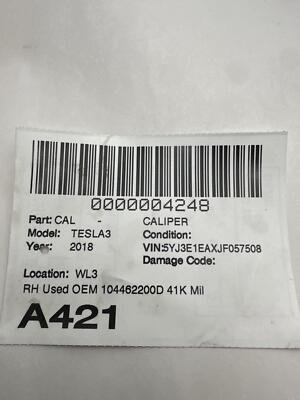 0000004248
Part: CAL - CALIPER
Model: TESLA3 Condition:
Year: 2018 VIN:5YJ3E1EAXJF057508
Damage Code:
Location: WL3
RH Used OEM 104462200D 41K Mil
A421